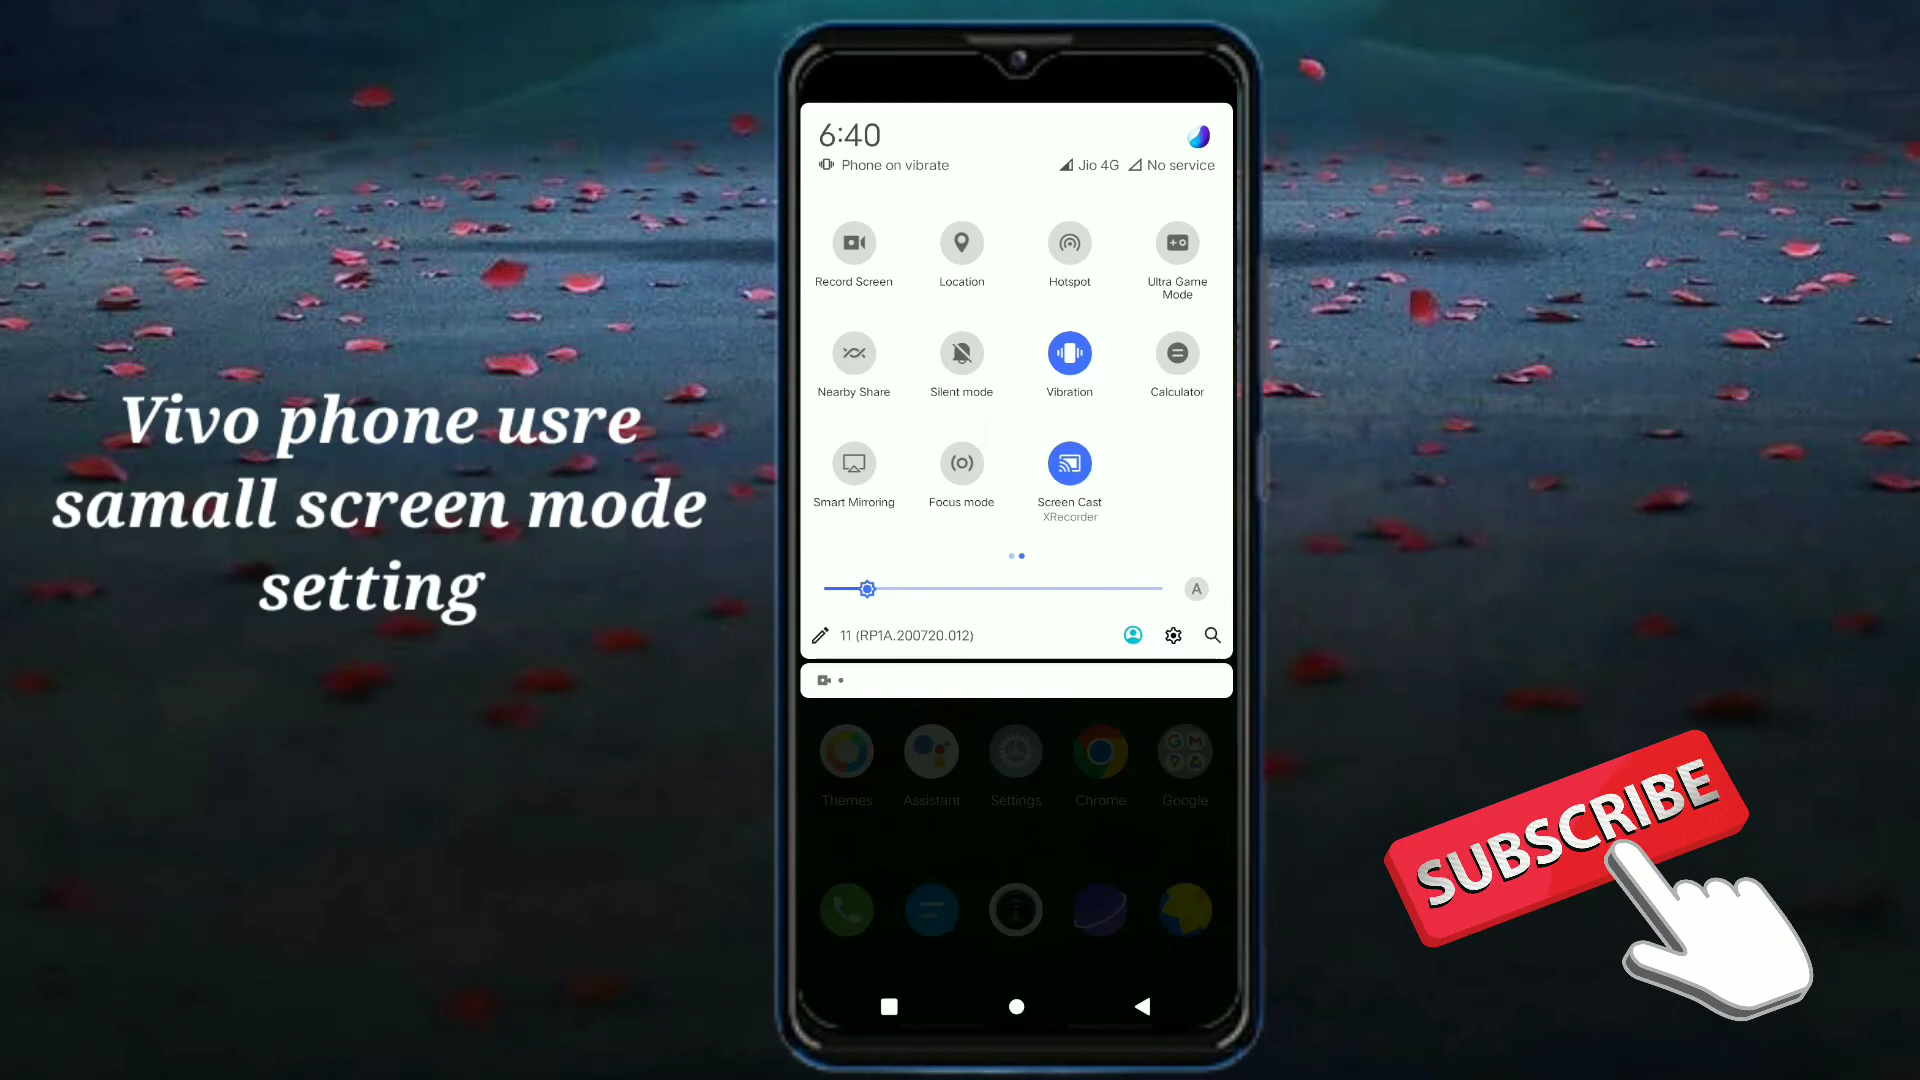 Vivo phone usre
samall screen mode
setting
6:40
Phone on vibrate
Jio 4G
No service
Record Screen
Location
Hotspot
Ultra Game
Mode
Nearby Share
Silent mode
Vibration
Calculator
Smart Mirroring
Focus mode
Screen Cast
XRecorder
A
11 (RP1A.200720.012)
Themes
Assistant
Settings
Chrome
Google
SUBSCRIBE